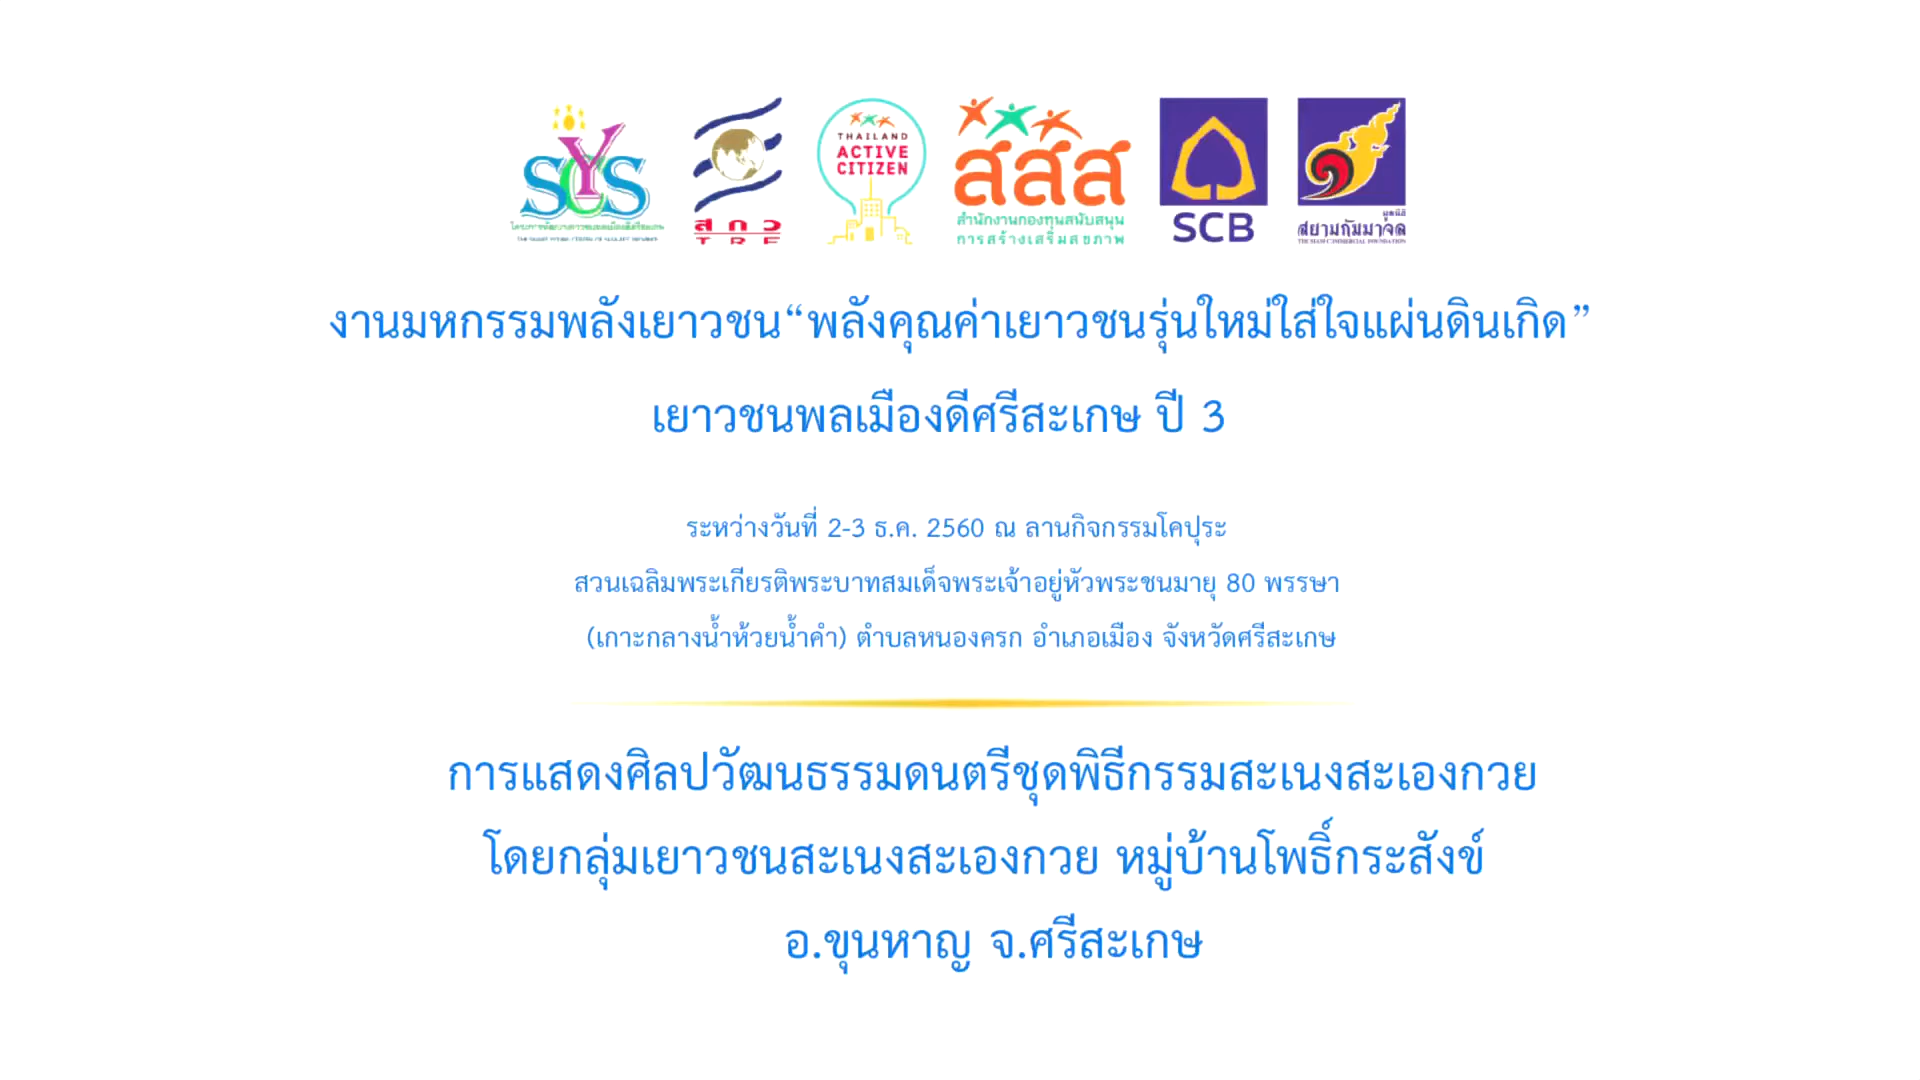 SYCS
สกว
THAILAND
ACTIVE
CITIZEN
สสส
สำนักงานกองทุนสนับสนุน
การสร้างเสริมสุขภาพ
SCB
มูลนิธิ
สยามกัมมาจล
THE SIAM COMMERCIAL FOUNDATION
งานมหกรรมพลังเยาวชน“พลังคุณค่าเยาวชนรุ่นใหม่ใส่ใจแผ่นดินเกิด”
เยาวชนพลเมืองดีศรีสะเกษ ปี 3
ระหว่างวันที่ 2-3 ธ.ค. 2560 ณ ลานกิจกรรมโคปุระ
สวนเฉลิมพระเกียรติพระบาทสมเด็จพระเจ้าอยู่หัวพระชนมายุ 80 พรรษา
(เกาะกลางน้ำห้วยน้ำคำ) ตำบลหนองครก อำเภอเมือง จังหวัดศรีสะเกษ
การแสดงศิลปวัฒนธรรมดนตรีชุดพิธีกรรมสะเนงสะเองกวย
โดยกลุ่มเยาวชนสะเนงสะเองกวย หมู่บ้านโพธิ์กระสังข์
อ.ขุนหาญ จ.ศรีสะเกษ